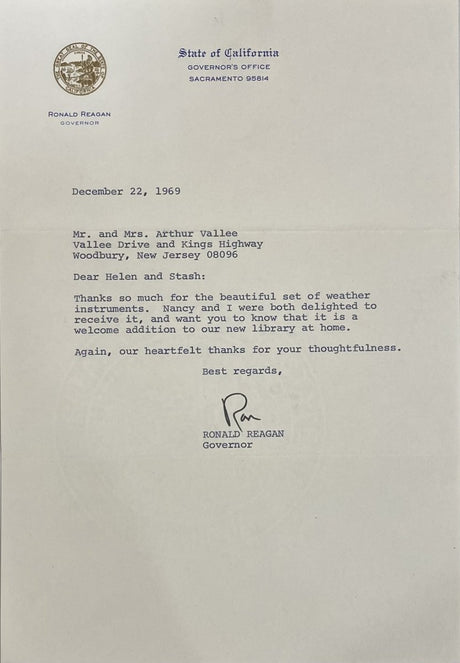 State of California
GOVERNOR'S OFFICE
SACRAMENTO 95814
RONALD REAGAN
GOVERNOR
December 22, 1969
Mr. and Mrs. Arthur Vallee
Vallee Drive and Kings Highway
Woodbury, New Jersey 08096
Dear Helen and Stash:
Thanks so much for the beautiful set of weather
instruments. Nancy and I were both delighted to
receive it, and want you to know that it is a
welcome addition to our new library at home.
Again, our heartfelt thanks for your thoughtfulness.
Best regards,
Ron
RONALD REAGAN
Governor